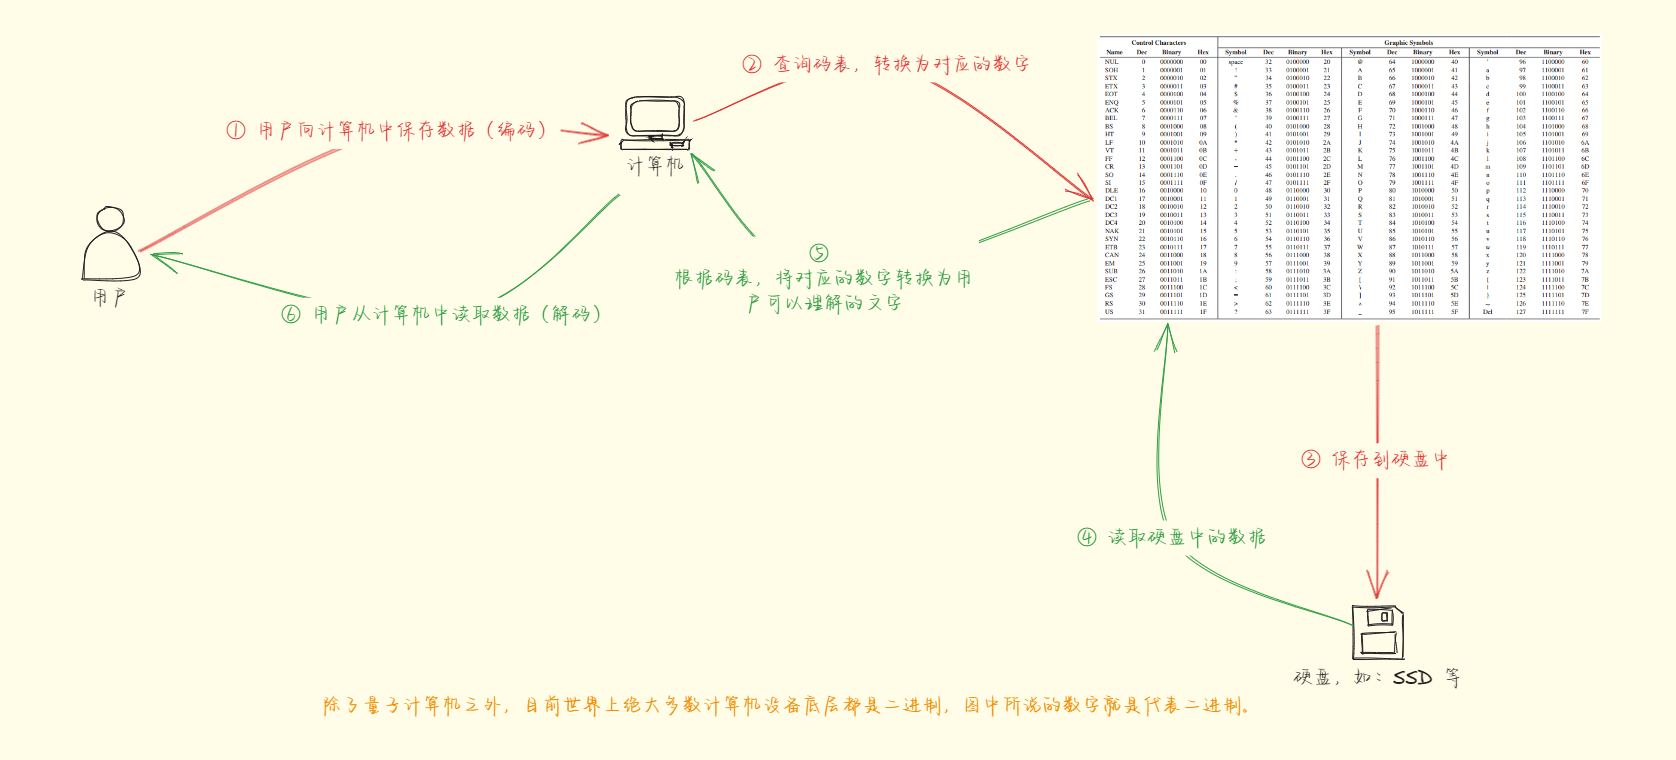 ② 查询码表，转换为对应的数字
① 用户向计算机中保存数据（编码）
计算机
用户
⑤
根据码表，将对应的数字转换为用
户可以理解的文字
⑥ 用户从计算机中读取数据（解码）
Control Characters Graphic Symbols
Name Dec Binary Hex Symbol Dec Binary Hex Symbol Dec Binary Hex Symbol Dec Binary Hex
NUL 0 0000000 00 space 32 0100000 20 @ 64 1000000 40 ` 96 1100000 60
SOH 1 0000001 01 ! 33 0100001 21 A 65 1000001 41 a 97 1100001 61
STX 2 0000010 02 " 34 0100010 22 B 66 1000010 42 b 98 1100010 62
ETX 3 0000011 03 # 35 0100011 23 C 67 1000011 43 c 99 1100011 63
EOT 4 0000100 04 $ 36 0100100 24 D 68 1000100 44 d 100 1100100 64
ENQ 5 0000101 05 % 37 0100101 25 E 69 1000101 45 e 101 1100101 65
ACK 6 0000110 06 & 38 0100110 26 F 70 1000110 46 f 102 1100110 66
BEL 7 0000111 07 ' 39 0100111 27 G 71 1000111 47 g 103 1100111 67
BS 8 0001000 08 ( 40 0101000 28 H 72 1001000 48 h 104 1101000 68
HT 9 0001001 09 ) 41 0101001 29 I 73 1001001 49 i 105 1101001 69
LF 10 0001010 0A * 42 0101010 2A J 74 1001010 4A j 106 1101010 6A
VT 11 0001011 0B + 43 0101011 2B K 75 1001011 4B k 107 1101011 6B
FF 12 0001100 0C , 44 0101100 2C L 76 1001100 4C l 108 1101100 6C
CR 13 0001101 0D - 45 0101101 2D M 77 1001101 4D m 109 1101101 6D
SO 14 0001110 0E . 46 0101110 2E N 78 1001110 4E n 110 1101110 6E
SI 15 0001111 0F / 47 0101111 2F O 79 1001111 4F o 111 1101111 6F
DLE 16 0010000 10 0 48 0110000 30 P 80 1010000 50 p 112 1110000 70
DC1 17 0010001 11 1 49 0110001 31 Q 81 1010001 51 q 113 1110001 71
DC2 18 0010010 12 2 50 0110010 32 R 82 1010010 52 r 114 1110010 72
DC3 19 0010011 13 3 51 0110011 33 S 83 1010011 53 s 115 1110011 73
DC4 20 0010100 14 4 52 0110100 34 T 84 1010100 54 t 116 1110100 74
NAK 21 0010101 15 5 53 0110101 35 U 85 1010101 55 u 117 1110101 75
SYN 22 0010110 16 6 54 0110110 36 V 86 1010110 56 v 118 1110110 76
ETB 23 0010111 17 7 55 0110111 37 W 87 1010111 57 w 119 1110111 77
CAN 24 0011000 18 8 56 0111000 38 X 88 1011000 58 x 120 1111000 78
EM 25 0011001 19 9 57 0111001 39 Y 89 1011001 59 y 121 1111001 79
SUB 26 0011010 1A : 58 0111010 3A Z 90 1011010 5A z 122 1111010 7A
ESC 27 0011011 1B ; 59 0111011 3B [ 91 1011011 5B { 123 1111011 7B
FS 28 0011100 1C < 60 0111100 3C \ 92 1011100 5C | 124 1111100 7C
GS 29 0011101 1D = 61 0111101 3D ] 93 1011101 5D } 125 1111101 7D
RS 30 0011110 1E > 62 0111110 3E ^ 94 1011110 5E ~ 126 1111110 7E
US 31 0011111 1F ? 63 0111111 3F _ 95 1011111 5F Del 127 1111111 7F
③ 保存到硬盘中
④ 读取硬盘中的数据
硬盘，如：SSD 等
除了量子计算机之外，目前世界上绝大多数计算机设备底层都是二进制，图中所说的数字就是代表二进制。